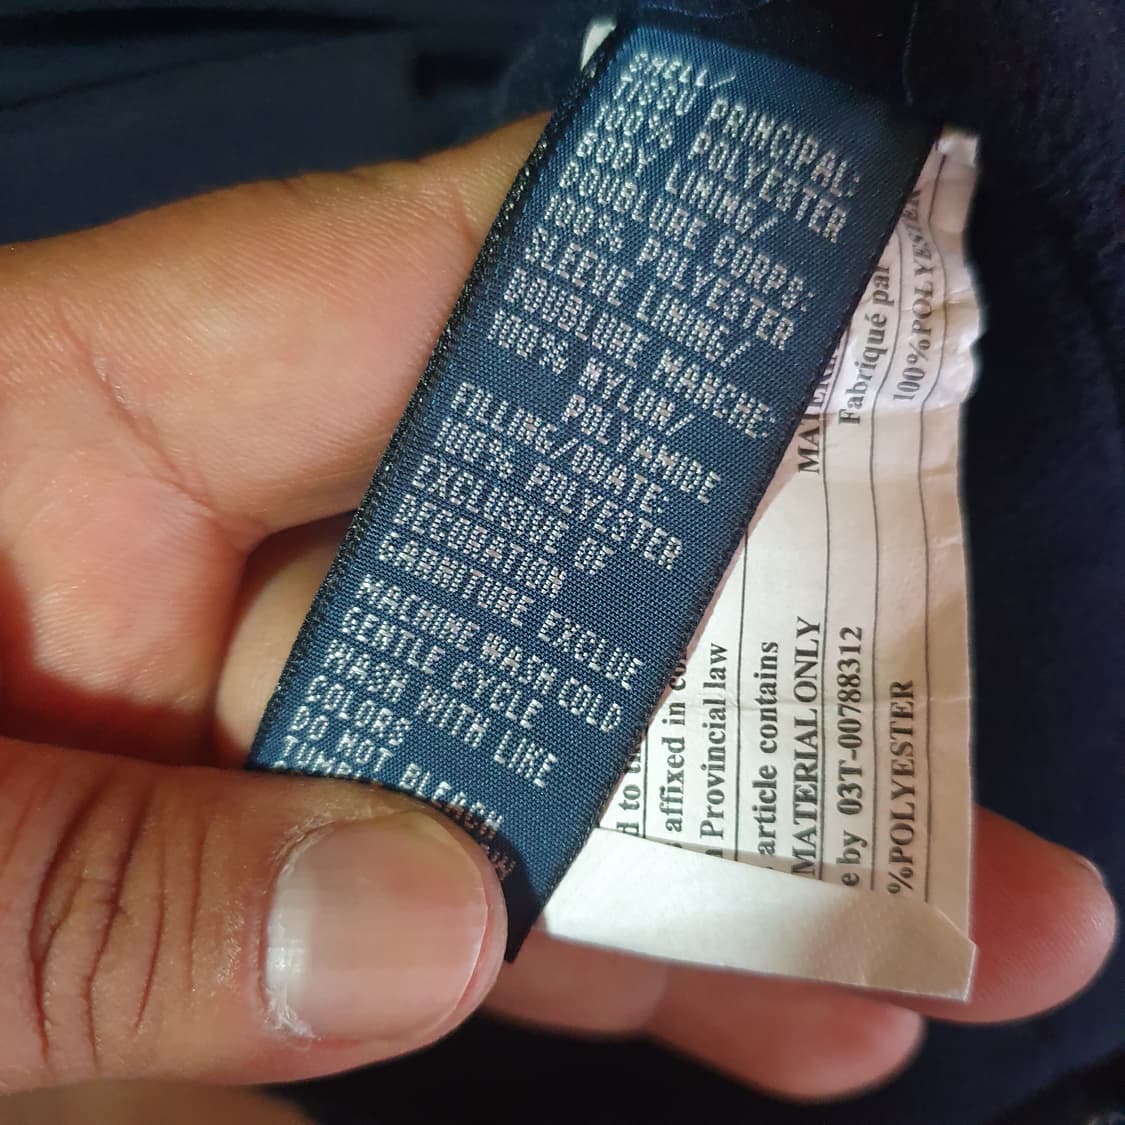 SHELL/
TISSU PRINCIPAL:
100% POLYESTER
BODY LINING/
DOUBLURE CORPS:
100% POLYESTER
SLEEVE LINING/
DOUBLURE MANCHE:
100% NYLON/
POLYAMIDE
FILLING/OUATE:
100% POLYESTER
EXCLUSIVE OF
DECORATION
GARNITURE EXCLUE
MACHINE WASH COLD
GENTLE CYCLE
WASH WITH LIKE
COLORS
DO NOT BLEACH
Fabriqué par
100%POLYESTER
affixed in
Provincial law
article contains
MATERIAL ONLY
by 03T-00788312
%POLYESTER